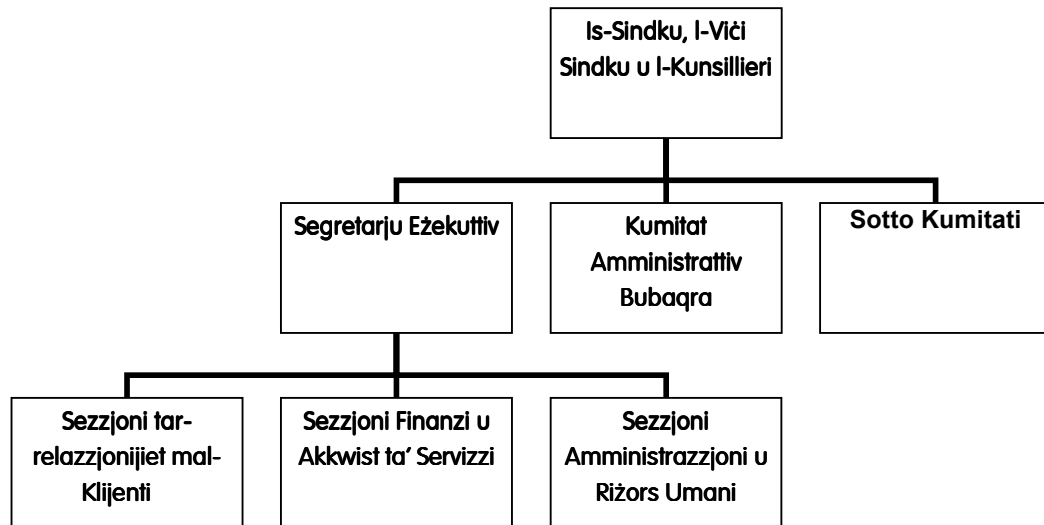 Is-Sindku, l-Viċi
Sindku u l-Kunsillieri
Segretarju Eżekuttiv
Kumitat
Amministrattiv
Bubaqra
Sotto Kumitati
Sezzjoni tar-
relazzjonijiet mal-
Klijenti
Sezzjoni Finanzi u
Akkwist ta’ Servizzi
Sezzjoni
Amministrazzjoni u
Riżors Umani